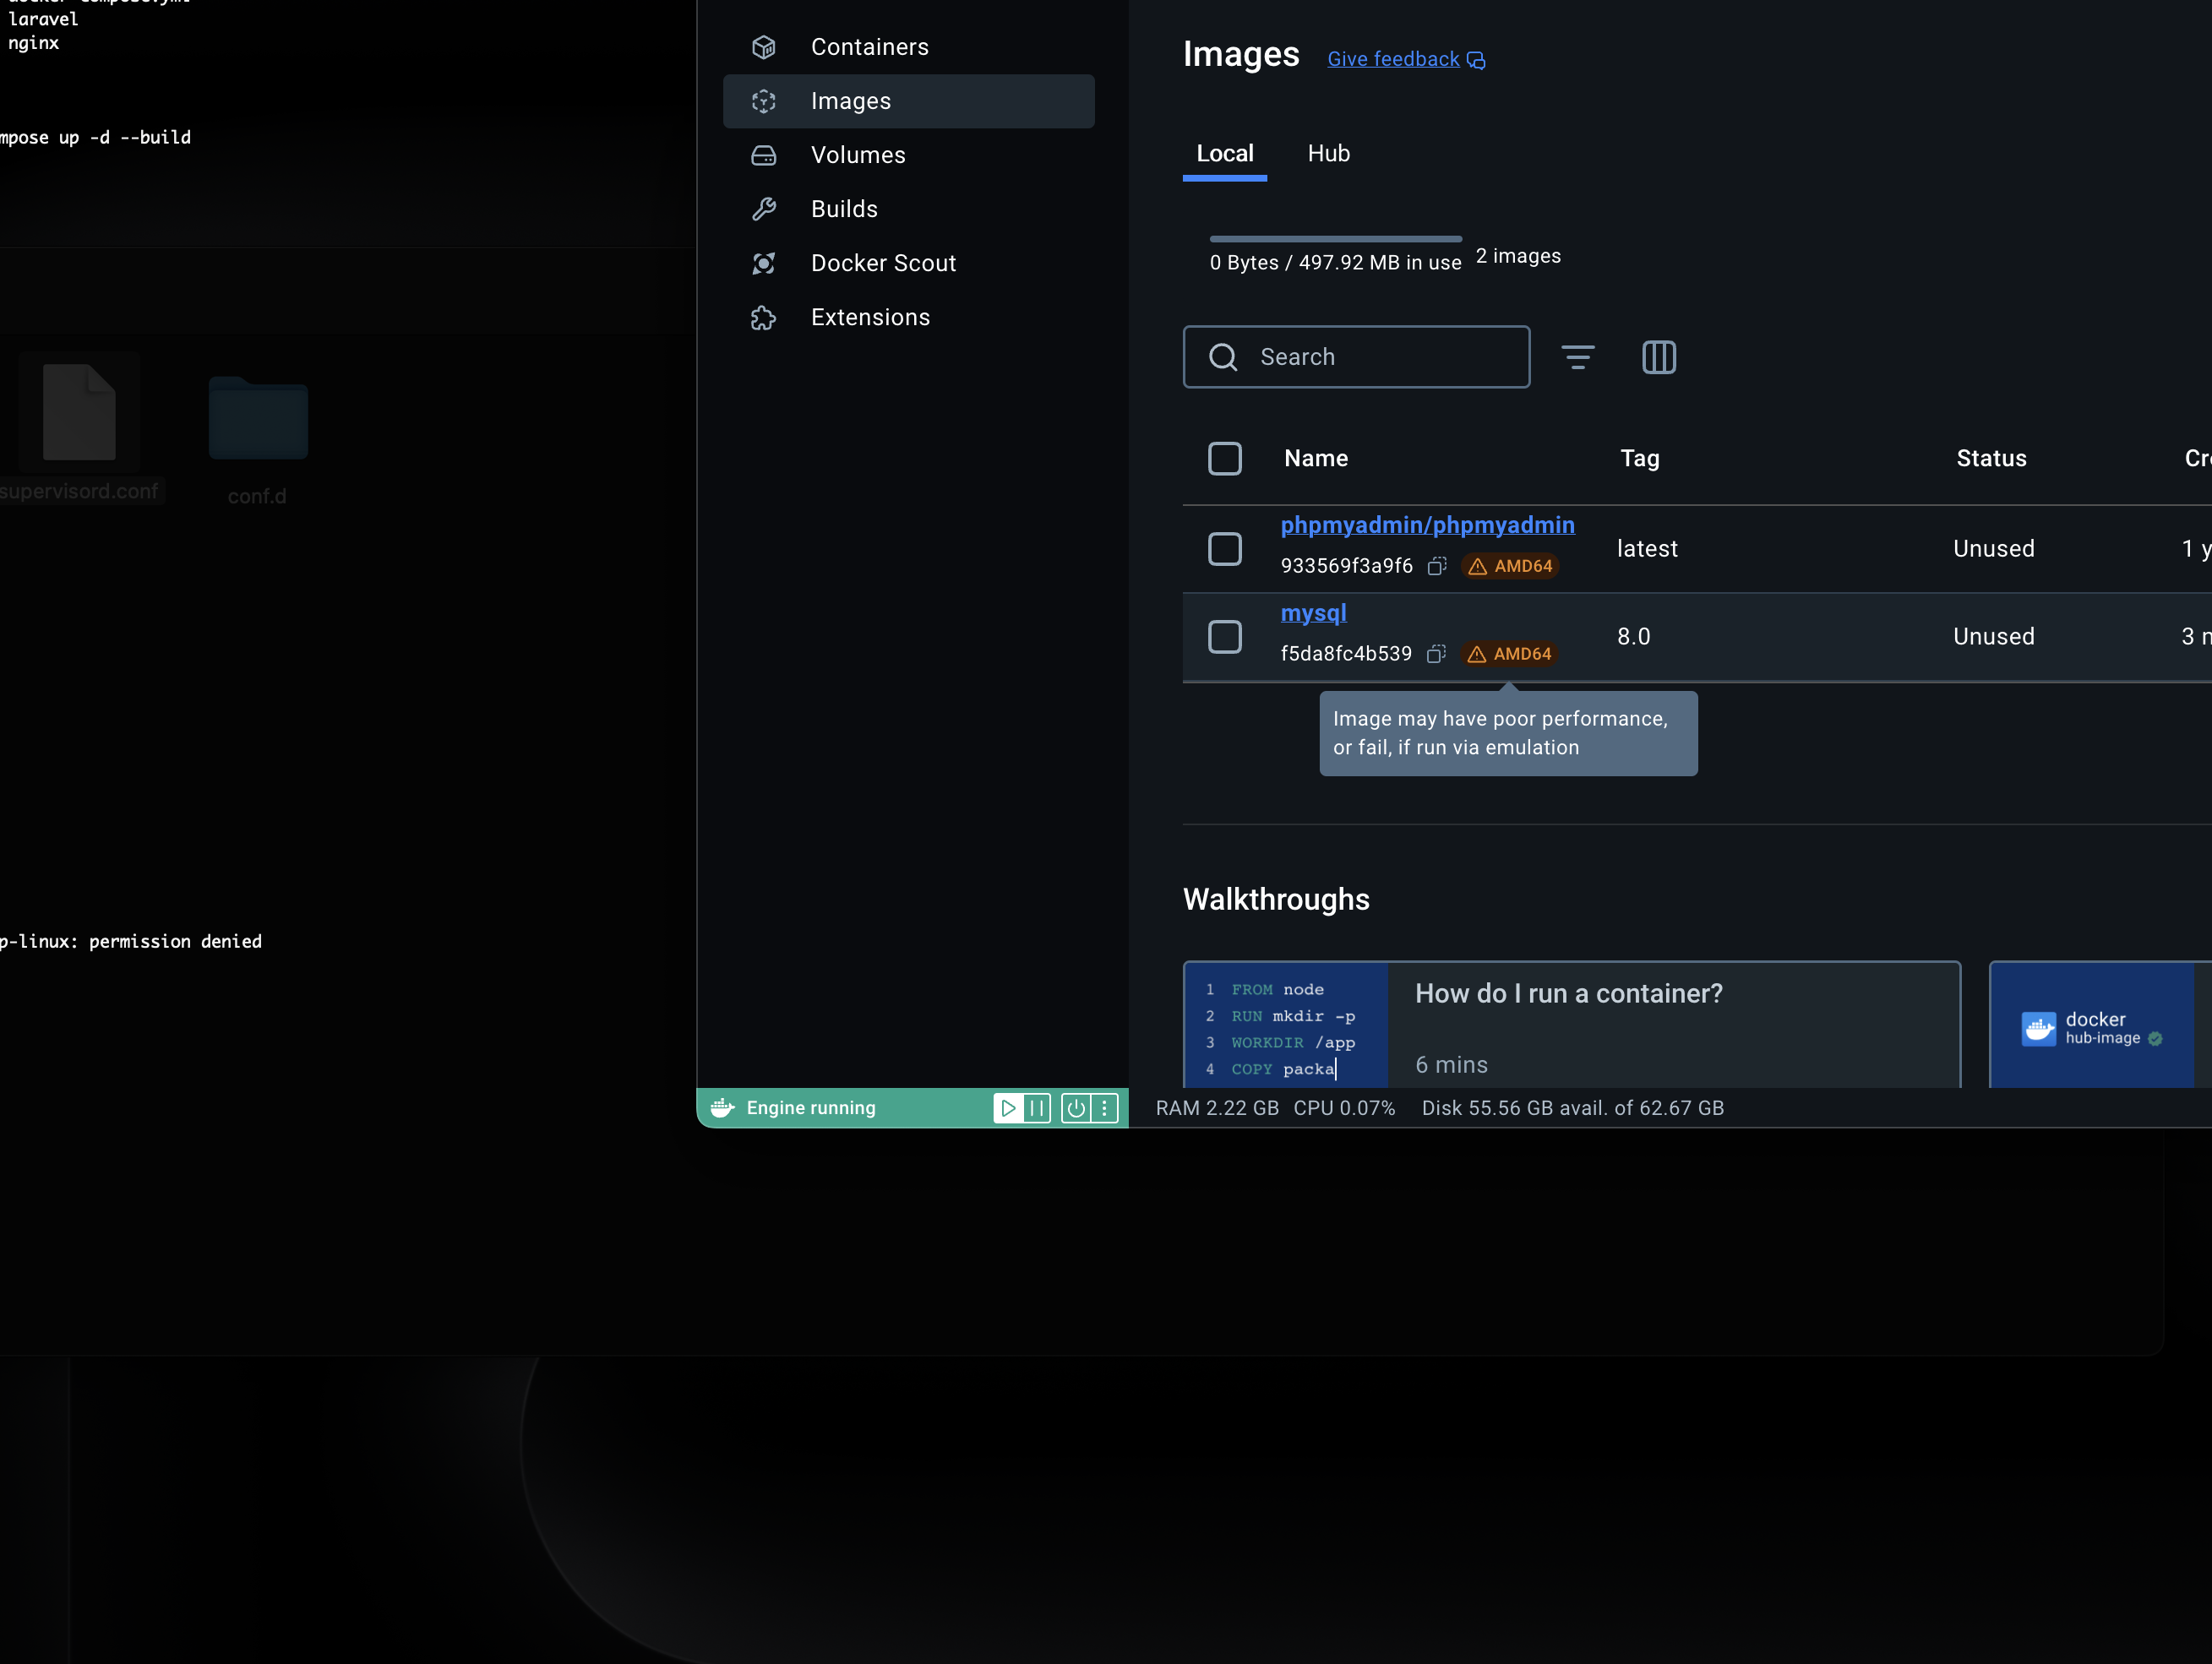 laravel
nginx
mpose up -d --build
supervisord.conf
conf.d
p-linux: permission denied
Containers
Images
Volumes
Builds
Docker Scout
Extensions
Engine running
Images
Give feedback
Local
Hub
0 Bytes / 497.92 MB in use
2 images
Search
Name
Tag
Status
Cr
phpmyadmin/phpmyadmin
933569f3a9f6
AMD64
latest
Unused
1 y
mysql
f5da8fc4b539
AMD64
8.0
Unused
3
Image may have poor performance,
or fail, if run via emulation
Walkthroughs
1 FROM node
2 RUN mkdir -p
3 WORKDIR /app
4 COPY packa
How do I run a container?
6 mins
docker
hub-image
RAM 2.22 GB CPU 0.07% Disk 55.56 GB avail. of 62.67 GB